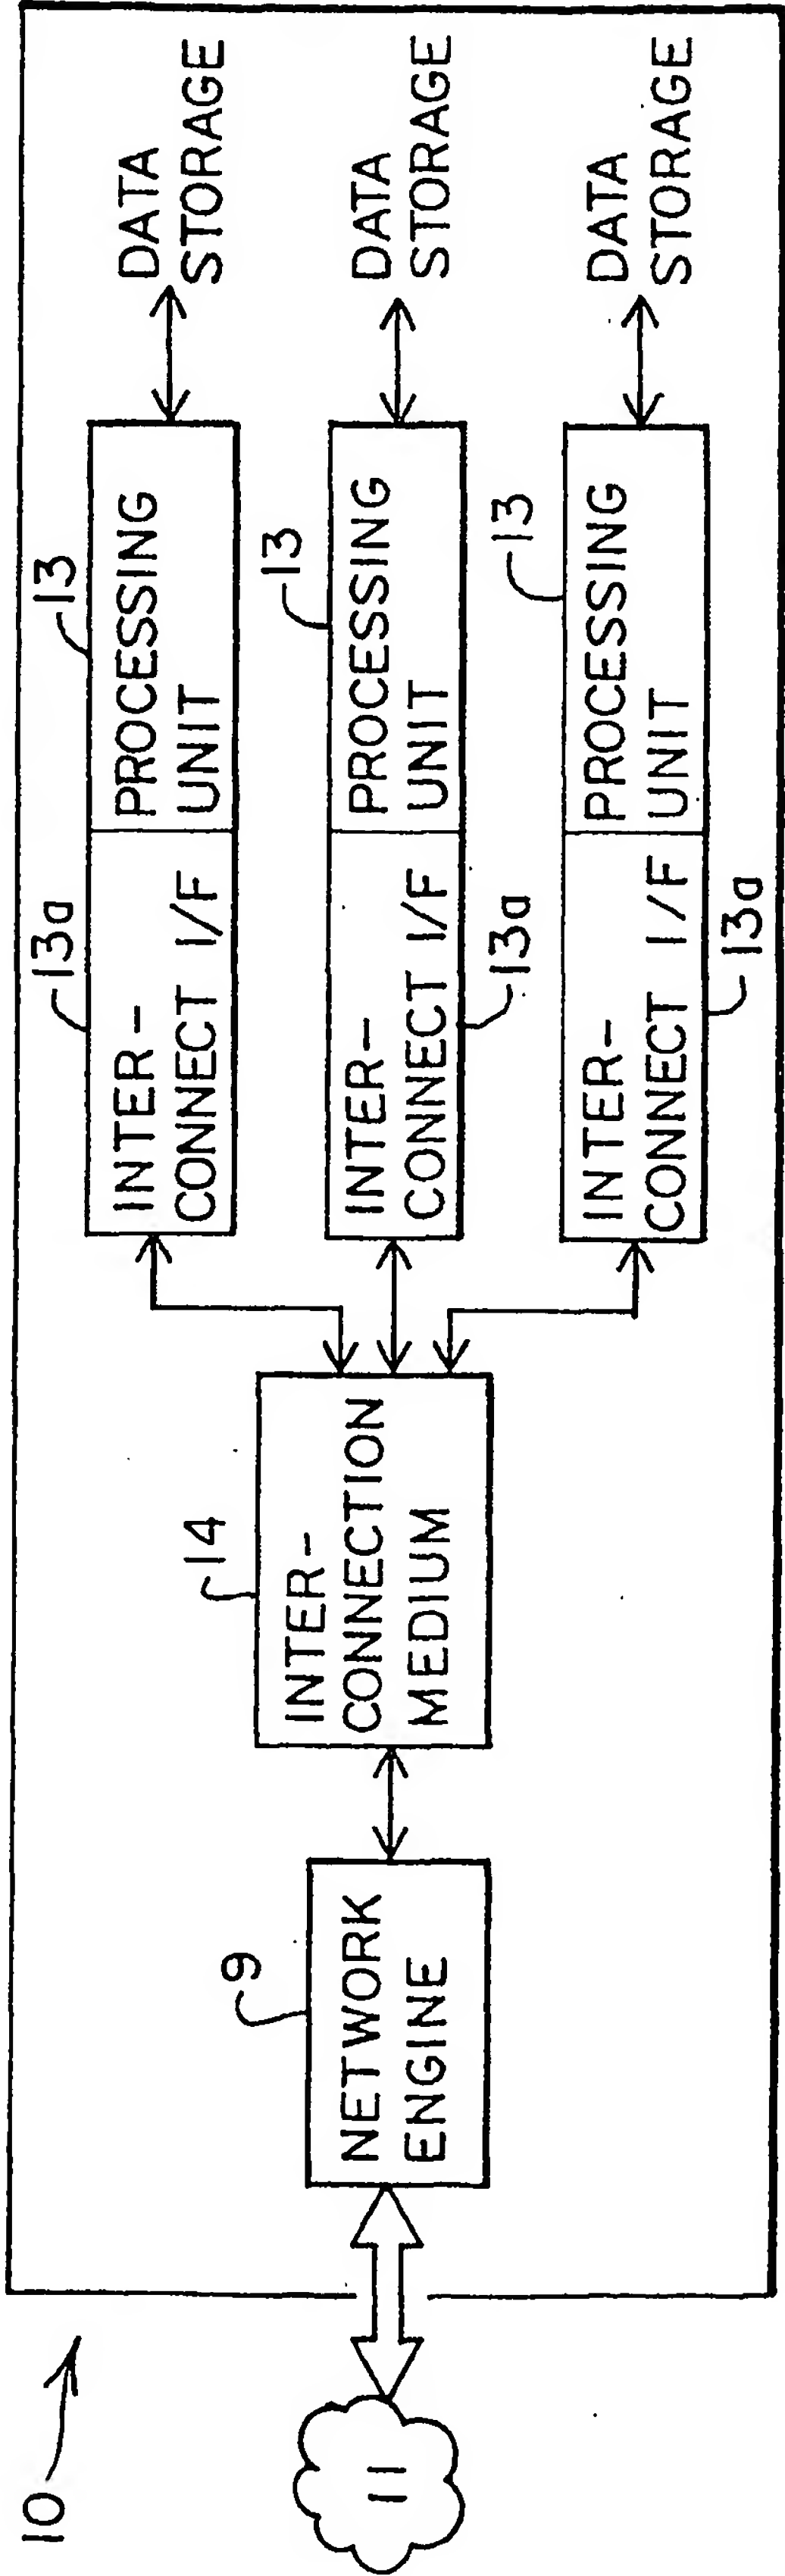 10
11
9
NETWORK
ENGINE
14
INTER-
CONNECTION
MEDIUM
13a
13
INTER-
CONNECT I/F
PROCESSING
UNIT
DATA
STORAGE
13
INTER-
CONNECT I/F
PROCESSING
UNIT
DATA
STORAGE
13a
13
INTER-
CONNECT I/F
PROCESSING
UNIT
DATA
STORAGE
13a